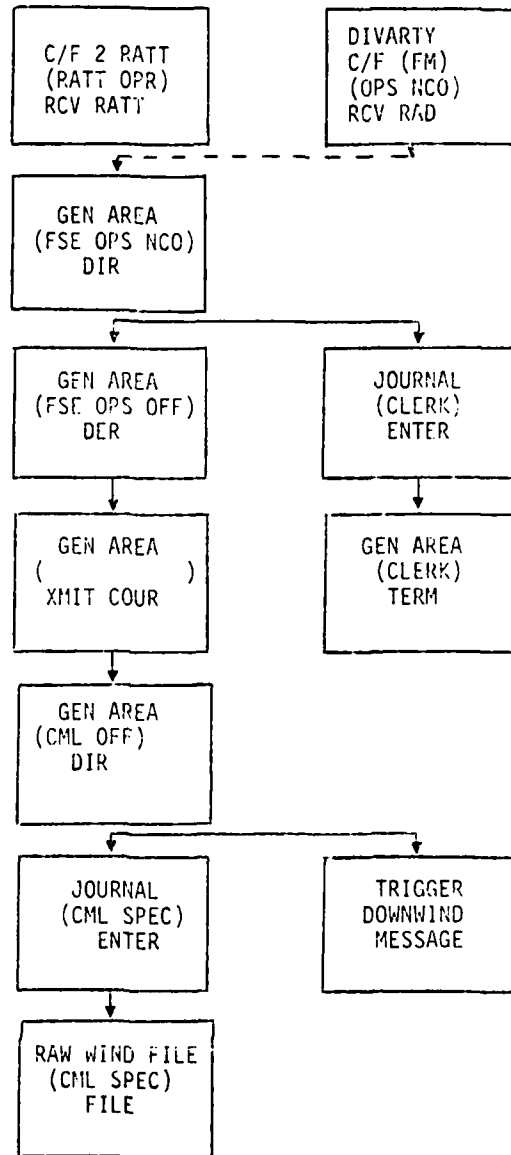 C/F 2 RATT
(RATT OPR)
RCV RATT
DIVARTY
C/F (FM)
(OPS NCO)
RCV RAD
GEN AREA
(FSE OPS NCO)
DIR
GEN AREA
(FSE OPS OFF)
DER
JOURNAL
(CLERK)
ENTER
GEN AREA
( )
XMIT COUR
GEN AREA
(CLERK)
TERM
GEN AREA
(CML OFF)
DIR
JOURNAL
(CML SPEC)
ENTER
TRIGGER
DOWNWIND
MESSAGE
RAW WIND FILE
(CML SPEC)
FILE